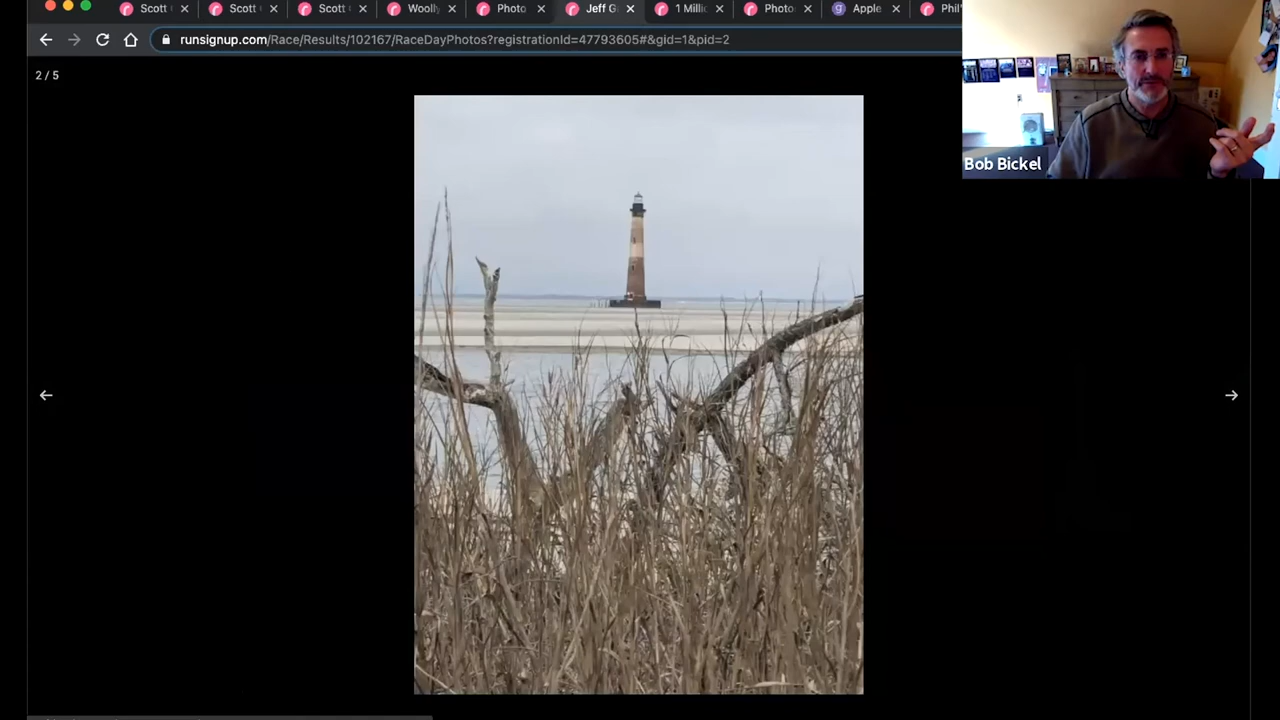 Scott
Scott
Scott
Woolly
Photo
Jeff G
1 Millio
Photo
Apple
Phil'
runsignup.com/Race/Results/102167/RaceDayPhotos?registrationId=47793605#&gid=1&pid=2
2 / 5
Bob Bickel